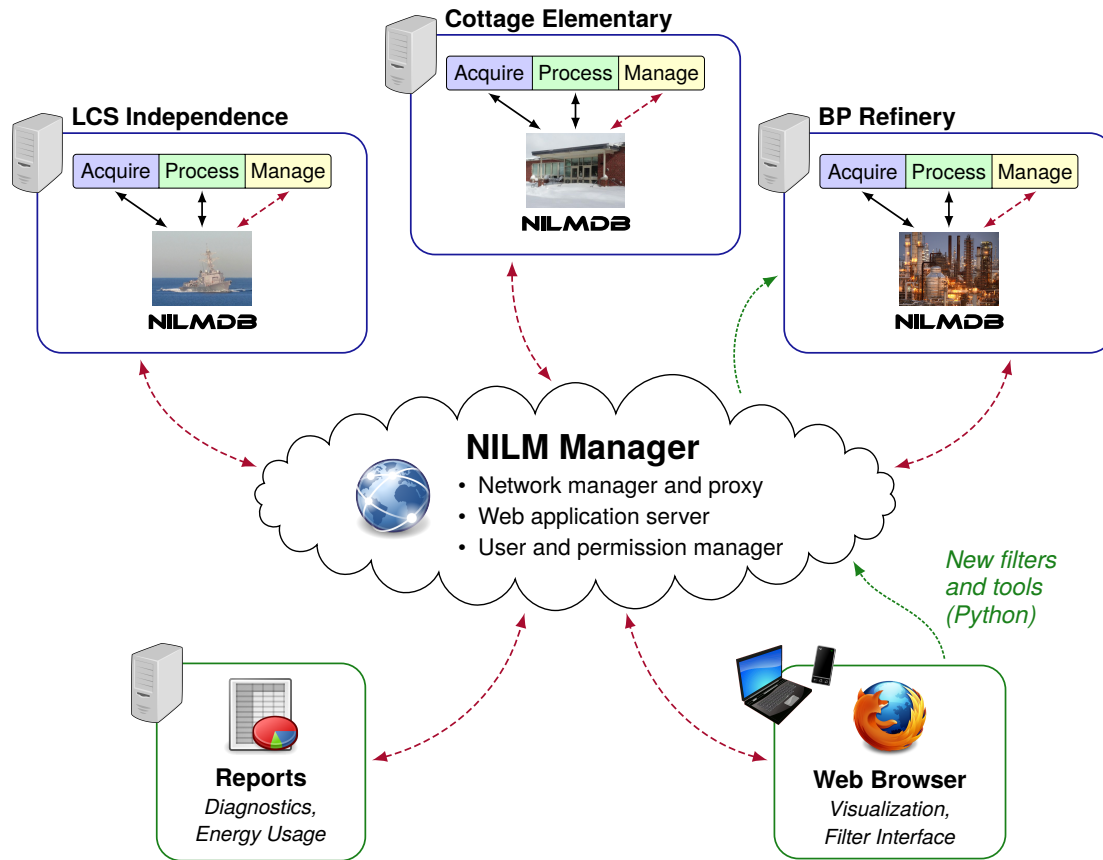 Cottage Elementary
Acquire Process Manage
NILMDB
LCS Independence
Acquire Process Manage
NILMDB
BP Refinery
Acquire Process Manage
NILMDB
NILM Manager
• Network manager and proxy
• Web application server
• User and permission manager
New filters
and tools
(Python)
Reports
Diagnostics,
Energy Usage
Web Browser
Visualization,
Filter Interface